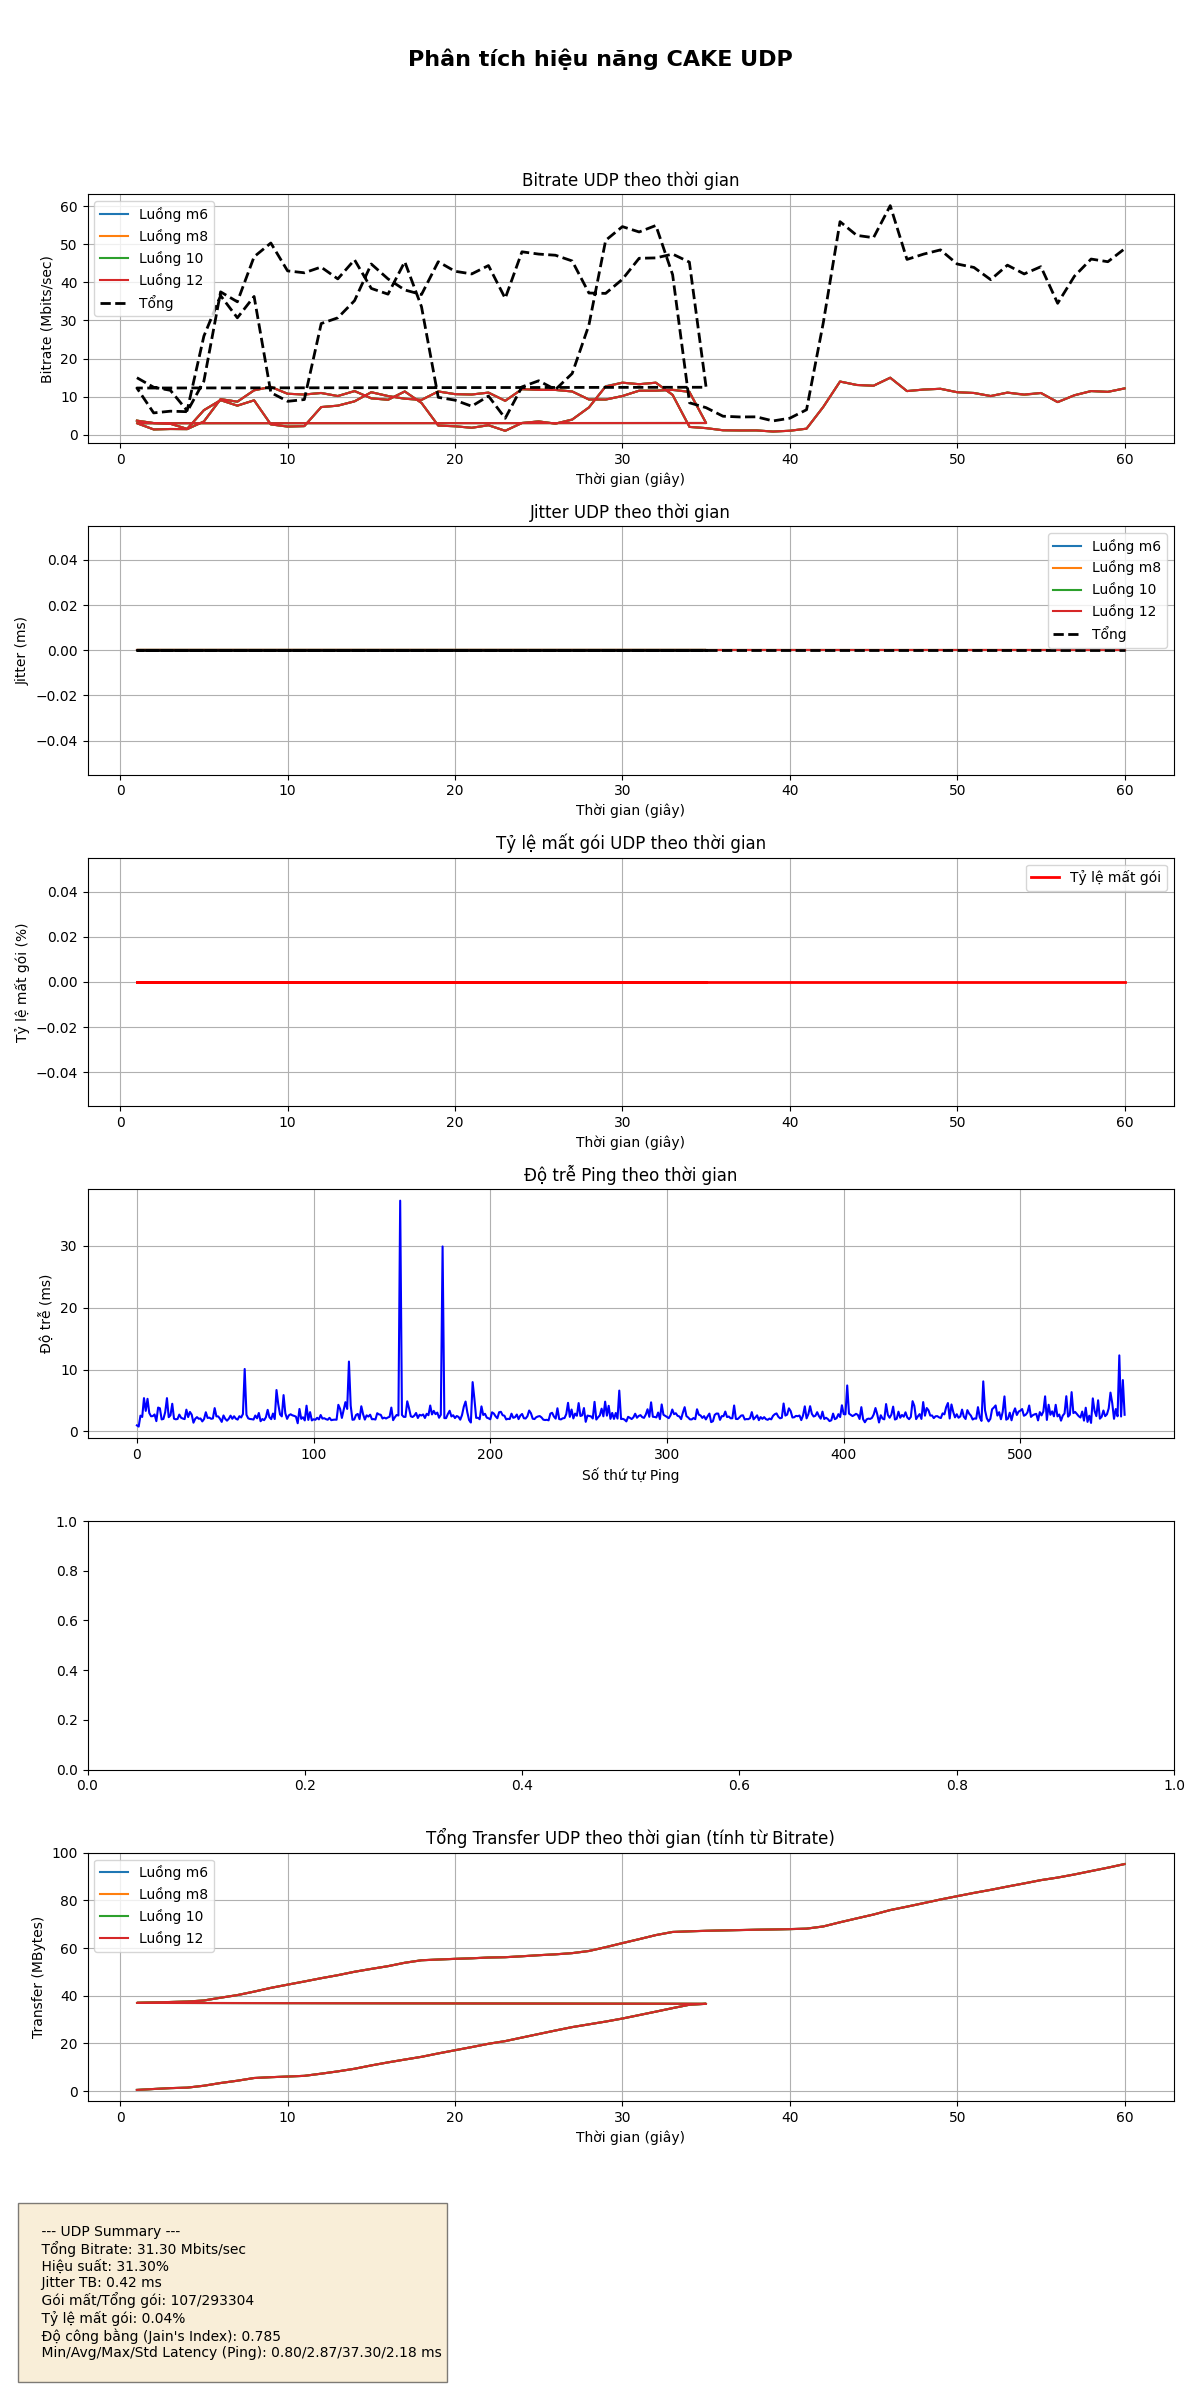 Phân tích hiệu năng CAKE UDP
Bitrate UDP theo thời gian
Bitrate (Mbits/sec)
60
50
40
30
20
10
0
Luồng m6
Luồng m8
Luồng 10
Luồng 12
Tổng
0 10 20 30 40 50 60
Thời gian (giây)
Jitter UDP theo thời gian
Jitter (ms)
0.04
0.02
0.00
−0.02
−0.04
Luồng m6
Luồng m8
Luồng 10
Luồng 12
Tổng
0 10 20 30 40 50 60
Thời gian (giây)
Tỷ lệ mất gói UDP theo thời gian
Tỷ lệ mất gói (%)
0.04
0.02
0.00
−0.02
−0.04
Tỷ lệ mất gói
0 10 20 30 40 50 60
Thời gian (giây)
Độ trễ Ping theo thời gian
Độ trễ (ms)
30
20
10
0
0 100 200 300 400 500
Số thứ tự Ping
1.0
0.8
0.6
0.4
0.2
0.0
0.0 0.2 0.4 0.6 0.8 1.0
Tổng Transfer UDP theo thời gian (tính từ Bitrate)
Transfer (MBytes)
100
80
60
40
20
0
Luồng m6
Luồng m8
Luồng 10
Luồng 12
0 10 20 30 40 50 60
Thời gian (giây)
--- UDP Summary ---
Tổng Bitrate: 31.30 Mbits/sec
Hiệu suất: 31.30%
Jitter TB: 0.42 ms
Gói mất/Tổng gói: 107/293304
Tỷ lệ mất gói: 0.04%
Độ công bằng (Jain's Index): 0.785
Min/Avg/Max/Std Latency (Ping): 0.80/2.87/37.30/2.18 ms